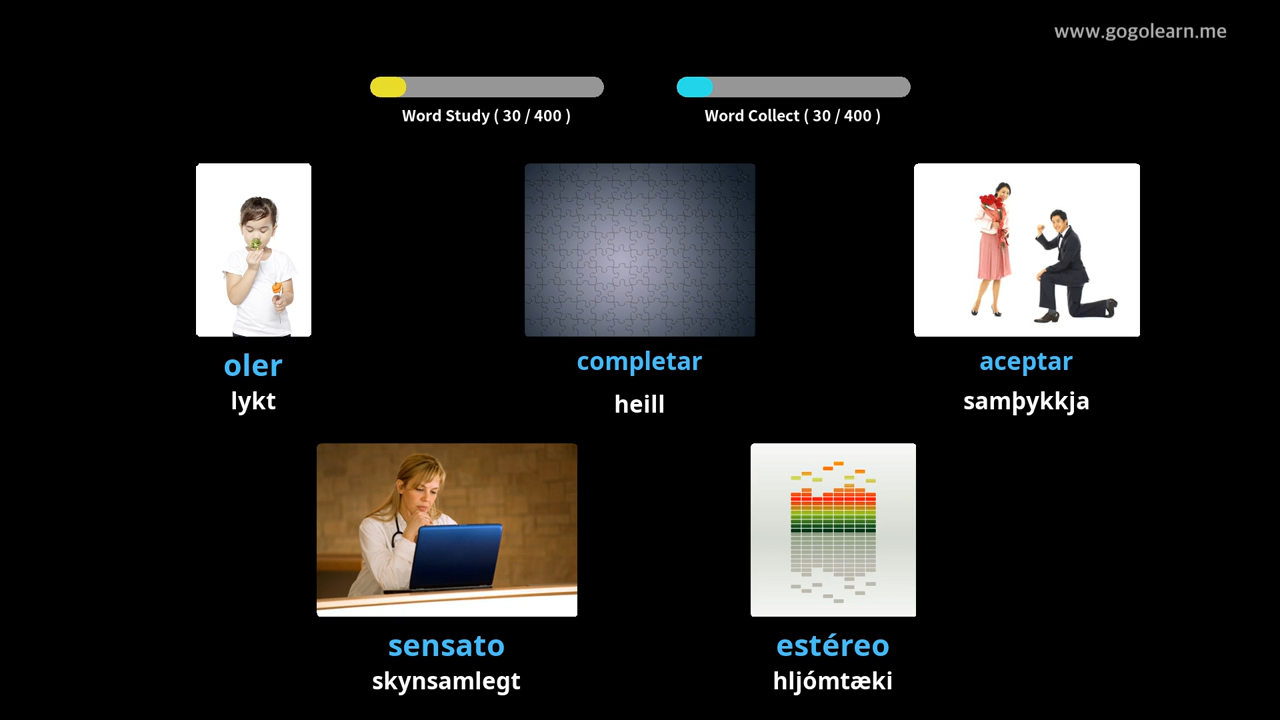 www.gogolearn.me
Word Study ( 30 / 400 )
Word Collect ( 30 / 400 )
oler
lykt
completar
heill
aceptar
samþykkja
sensato
skynsamlegt
estéreo
hljómtæki